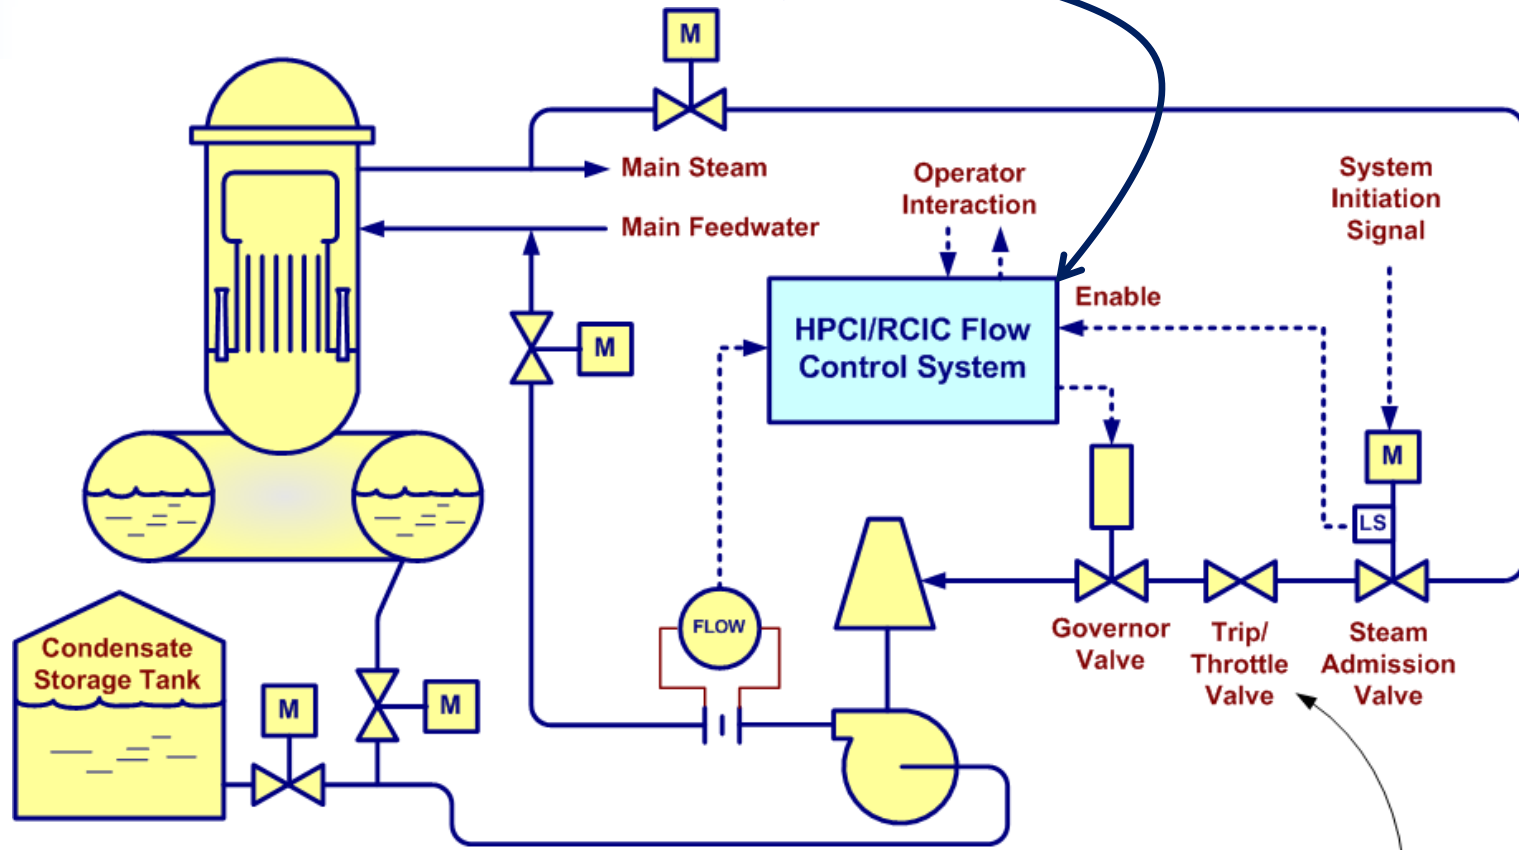 M
Main Steam
Main Feedwater
Operator
Interaction
System
Initiation
Signal
Enable
HPCI/RCIC Flow
Control System
M
M
LS
FLOW
Governor
Valve
Trip/
Throttle
Valve
Steam
Admission
Valve
Condensate
Storage Tank
M
M